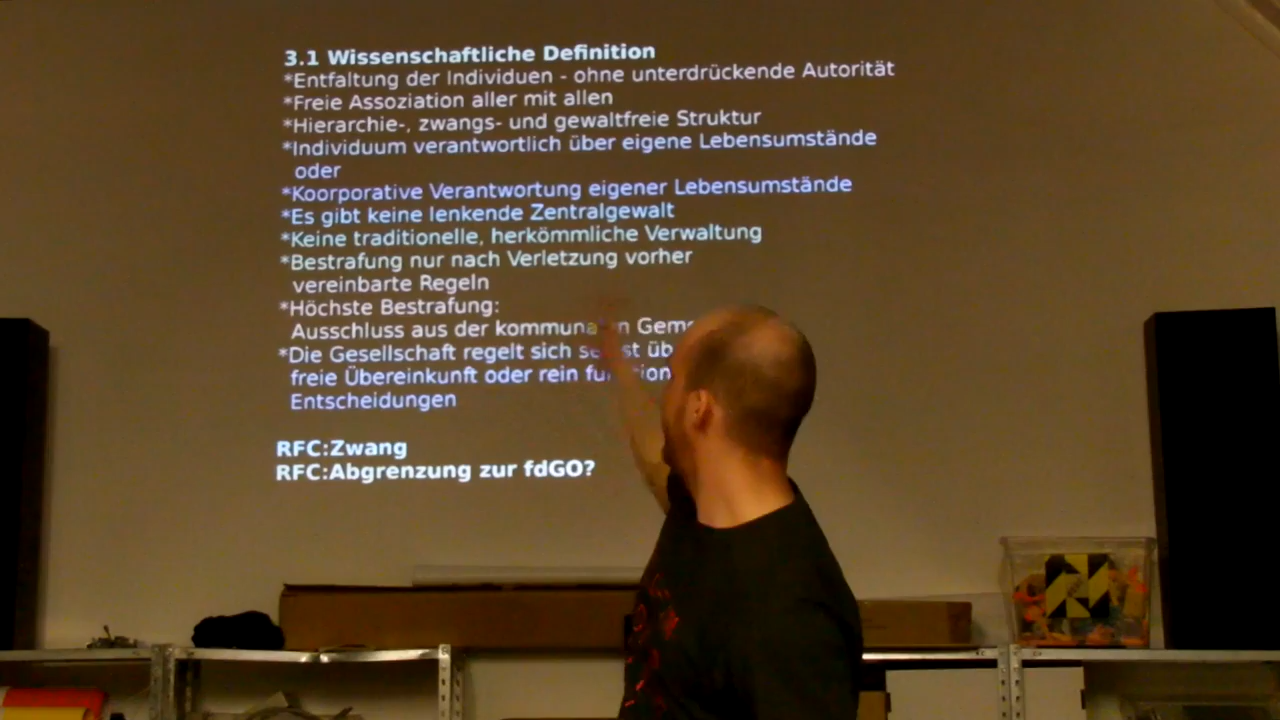 3.1 Wissenschaftliche Definition
*Entfaltung der Individuen - ohne unterdrückende Autorität
*Freie Assoziation aller mit allen
*Hierarchie-, zwangs- und gewaltfreie Struktur
*Individuum verantwortlich über eigene Lebensumstände
oder
*Koorporative Verantwortung eigener Lebensumstände
*Es gibt keine lenkende Zentralgewalt
*Keine traditionelle, herkömmliche Verwaltung
*Bestrafung nur nach Verletzung vorher
vereinbarte Regeln
*Höchste Bestrafung:
Ausschluss aus der
*Die Gesellschaft regelt sich
freie Übereinkunft oder rein
Entscheidungen
RFC:Zwang
RFC:Abgrenzung zur fdGO?